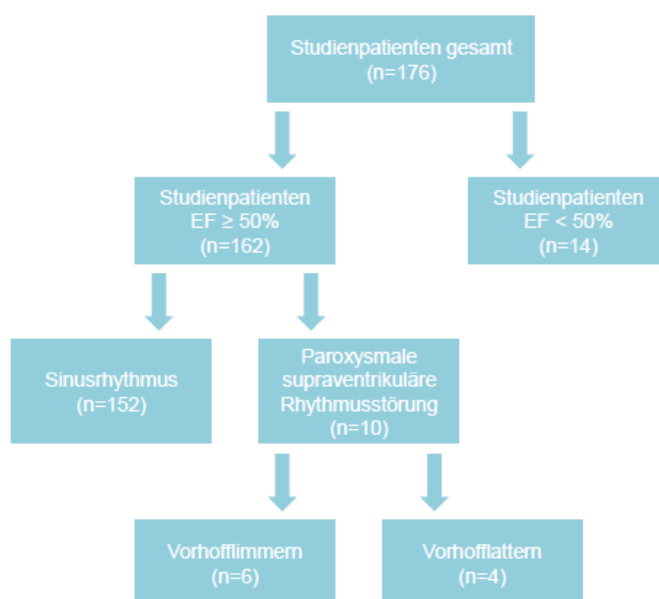 Studienpatienten gesamt
(n=176)
Studienpatienten
EF ≥ 50%
(n=162)
Studienpatienten
EF < 50%
(n=14)
Sinusrhythmus
(n=152)
Paroxysmale
supraventrikuläre
Rhythmusstörung
(n=10)
Vorhofflimmern
(n=6)
Vorhofflattern
(n=4)